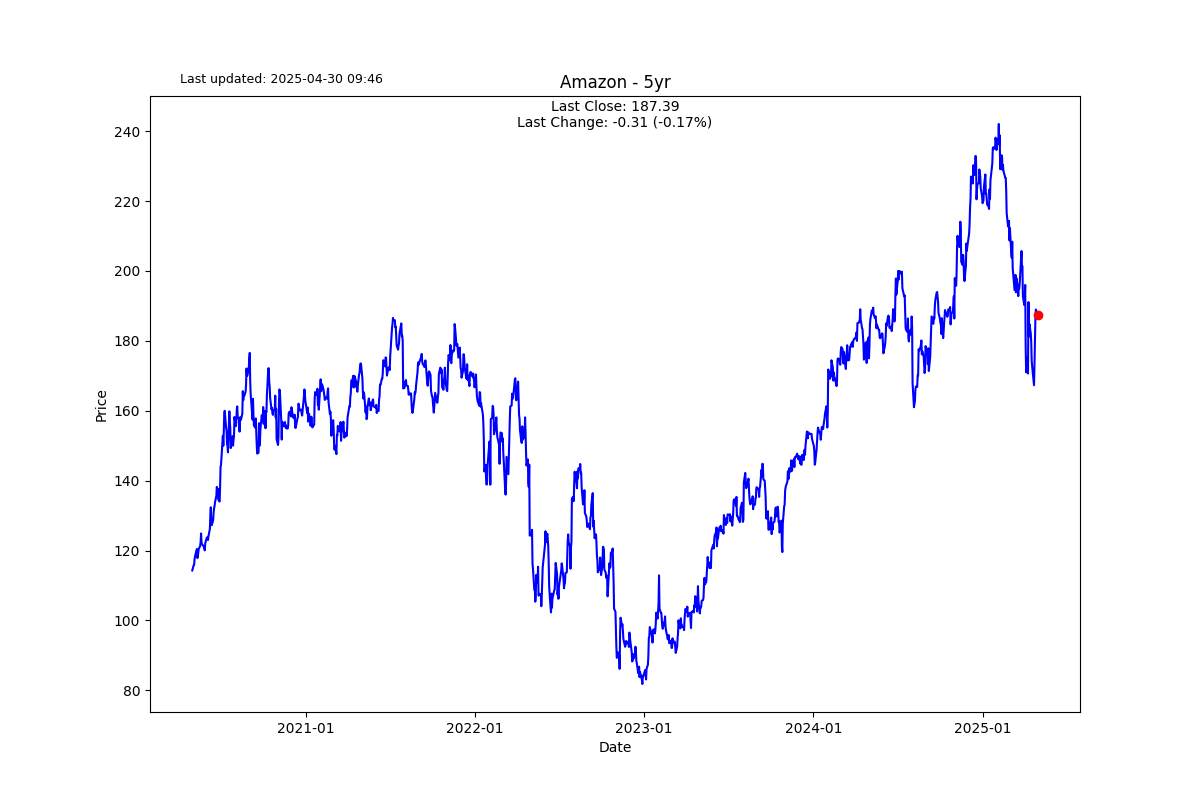 Last updated: 2025-04-30 09:46
Amazon - 5yr
Last Close: 187.39
Last Change: -0.31 (-0.17%)
240
220
200
180
160
140
120
100
80
Price
2021-01
2022-01
2023-01
2024-01
2025-01
Date